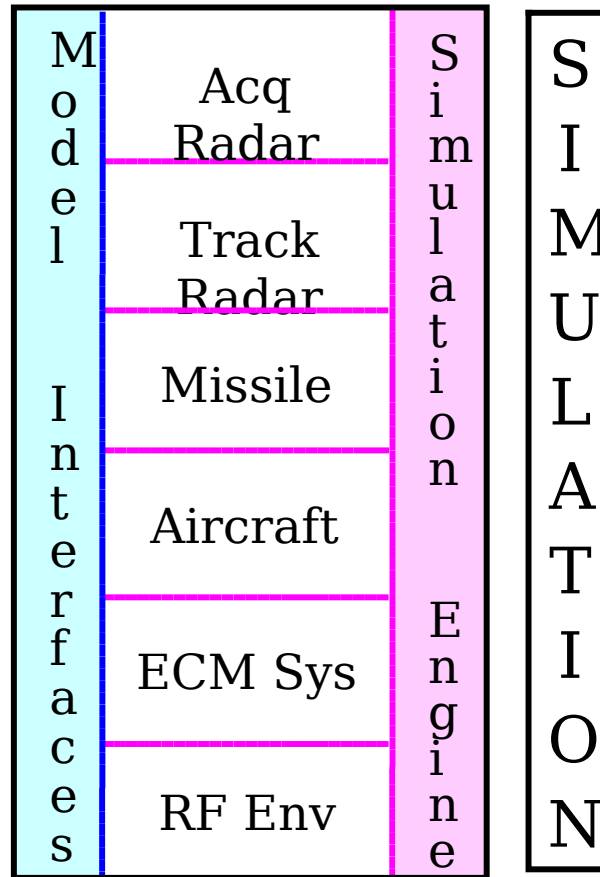 Model Interfaces
Acq
Radar
Track
Radar
Missile
Aircraft
ECM Sys
RF Env
Simulation Engine
SIMULATION